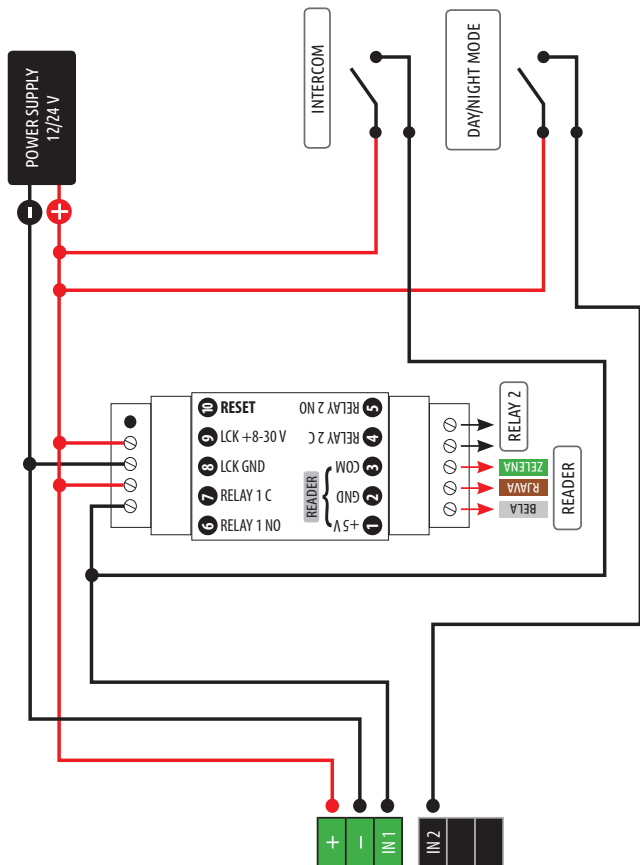 POWER SUPPLY
12/24 V
-
+
INTERCOM
DAY/NIGHT MODE
10 RESET
9 LCK +8-30 V
8 LCK GND
7 RELAY 1 C
6 RELAY 1 NO
5 RELAY 2 NO
4 RELAY 2 C
3 COM
2 GND
1 +5 V
READER
RELAY 2
ZELENA
RJAVA
BELA
READER
+
–
IN 1
IN 2